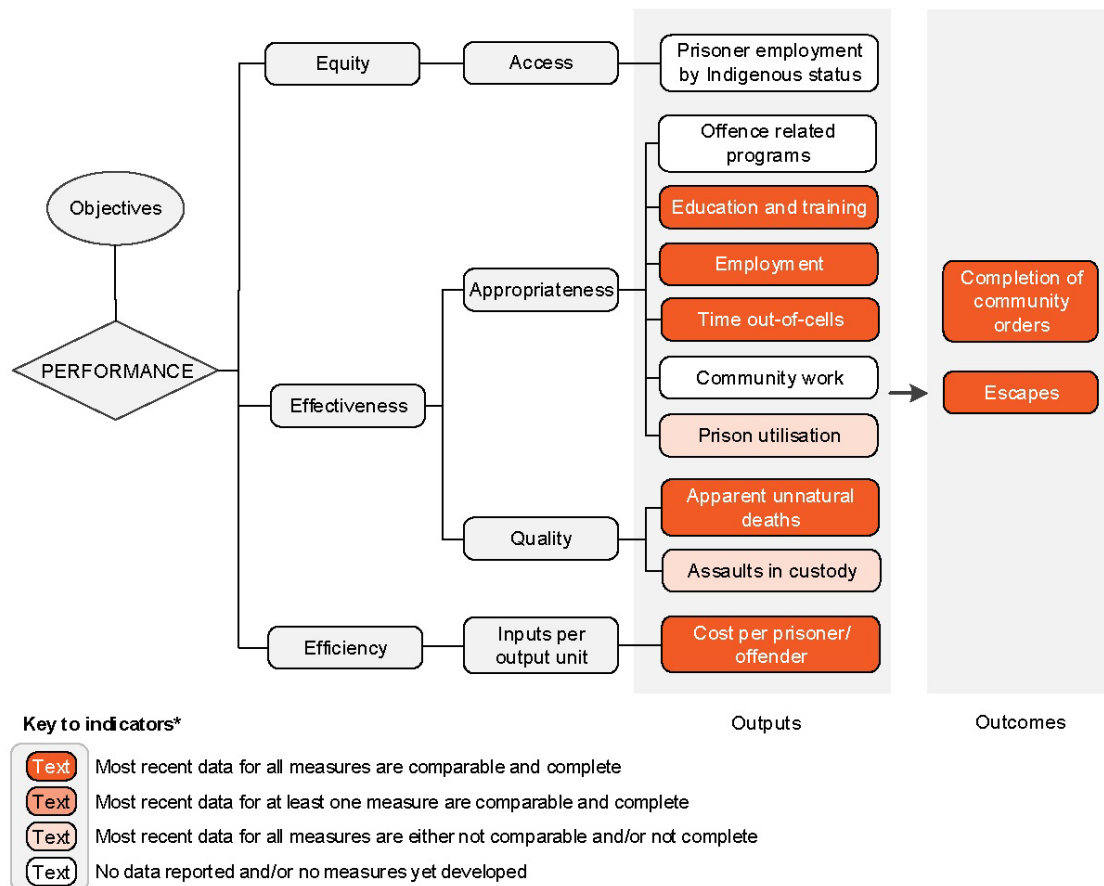 Equity
Access
Prisoner employment
by Indigenous status
Offence related
programs
Objectives
Education and training
Employment
Appropriateness
Time out-of-cells
Completion of
community
orders
PERFORMANCE
Community work
Effectiveness
Escapes
Prison utilisation
Apparent unnatural
deaths
Quality
Assaults in custody
Efficiency
Inputs per
output unit
Cost per prisoner/
offender
Outputs
Outcomes
Key to indicators*
Text Most recent data for all measures are comparable and complete
Text Most recent data for at least one measure are comparable and complete
Text Most recent data for all measures are either not comparable and/or not complete
Text No data reported and/or no measures yet developed